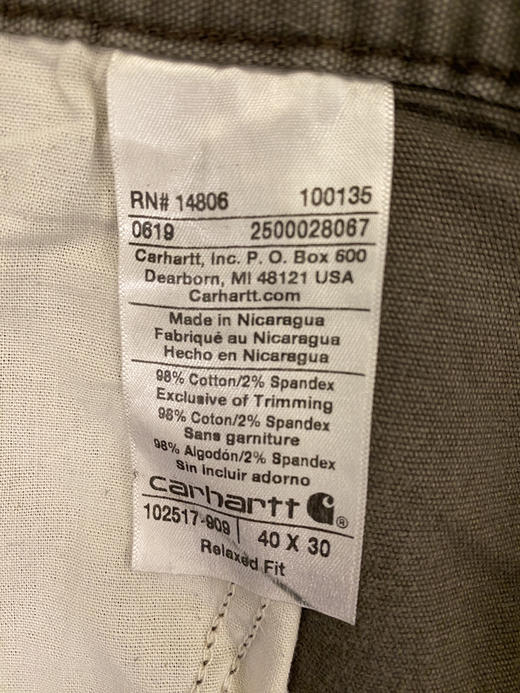 RN# 14806 100135
0619 2500028067
Carhartt, Inc. P. O. Box 600
Dearborn, MI 48121 USA
Carhartt.com
Made in Nicaragua
Fabriqué au Nicaragua
Hecho en Nicaragua
98% Cotton/2% Spandex
Exclusive of Trimming
98% Coton/2% Spandex
Sans garniture
98% Algodón/2% Spandex
Sin incluir adorno
carhartt ®
102517-909 | 40 X 30
Relaxed Fit